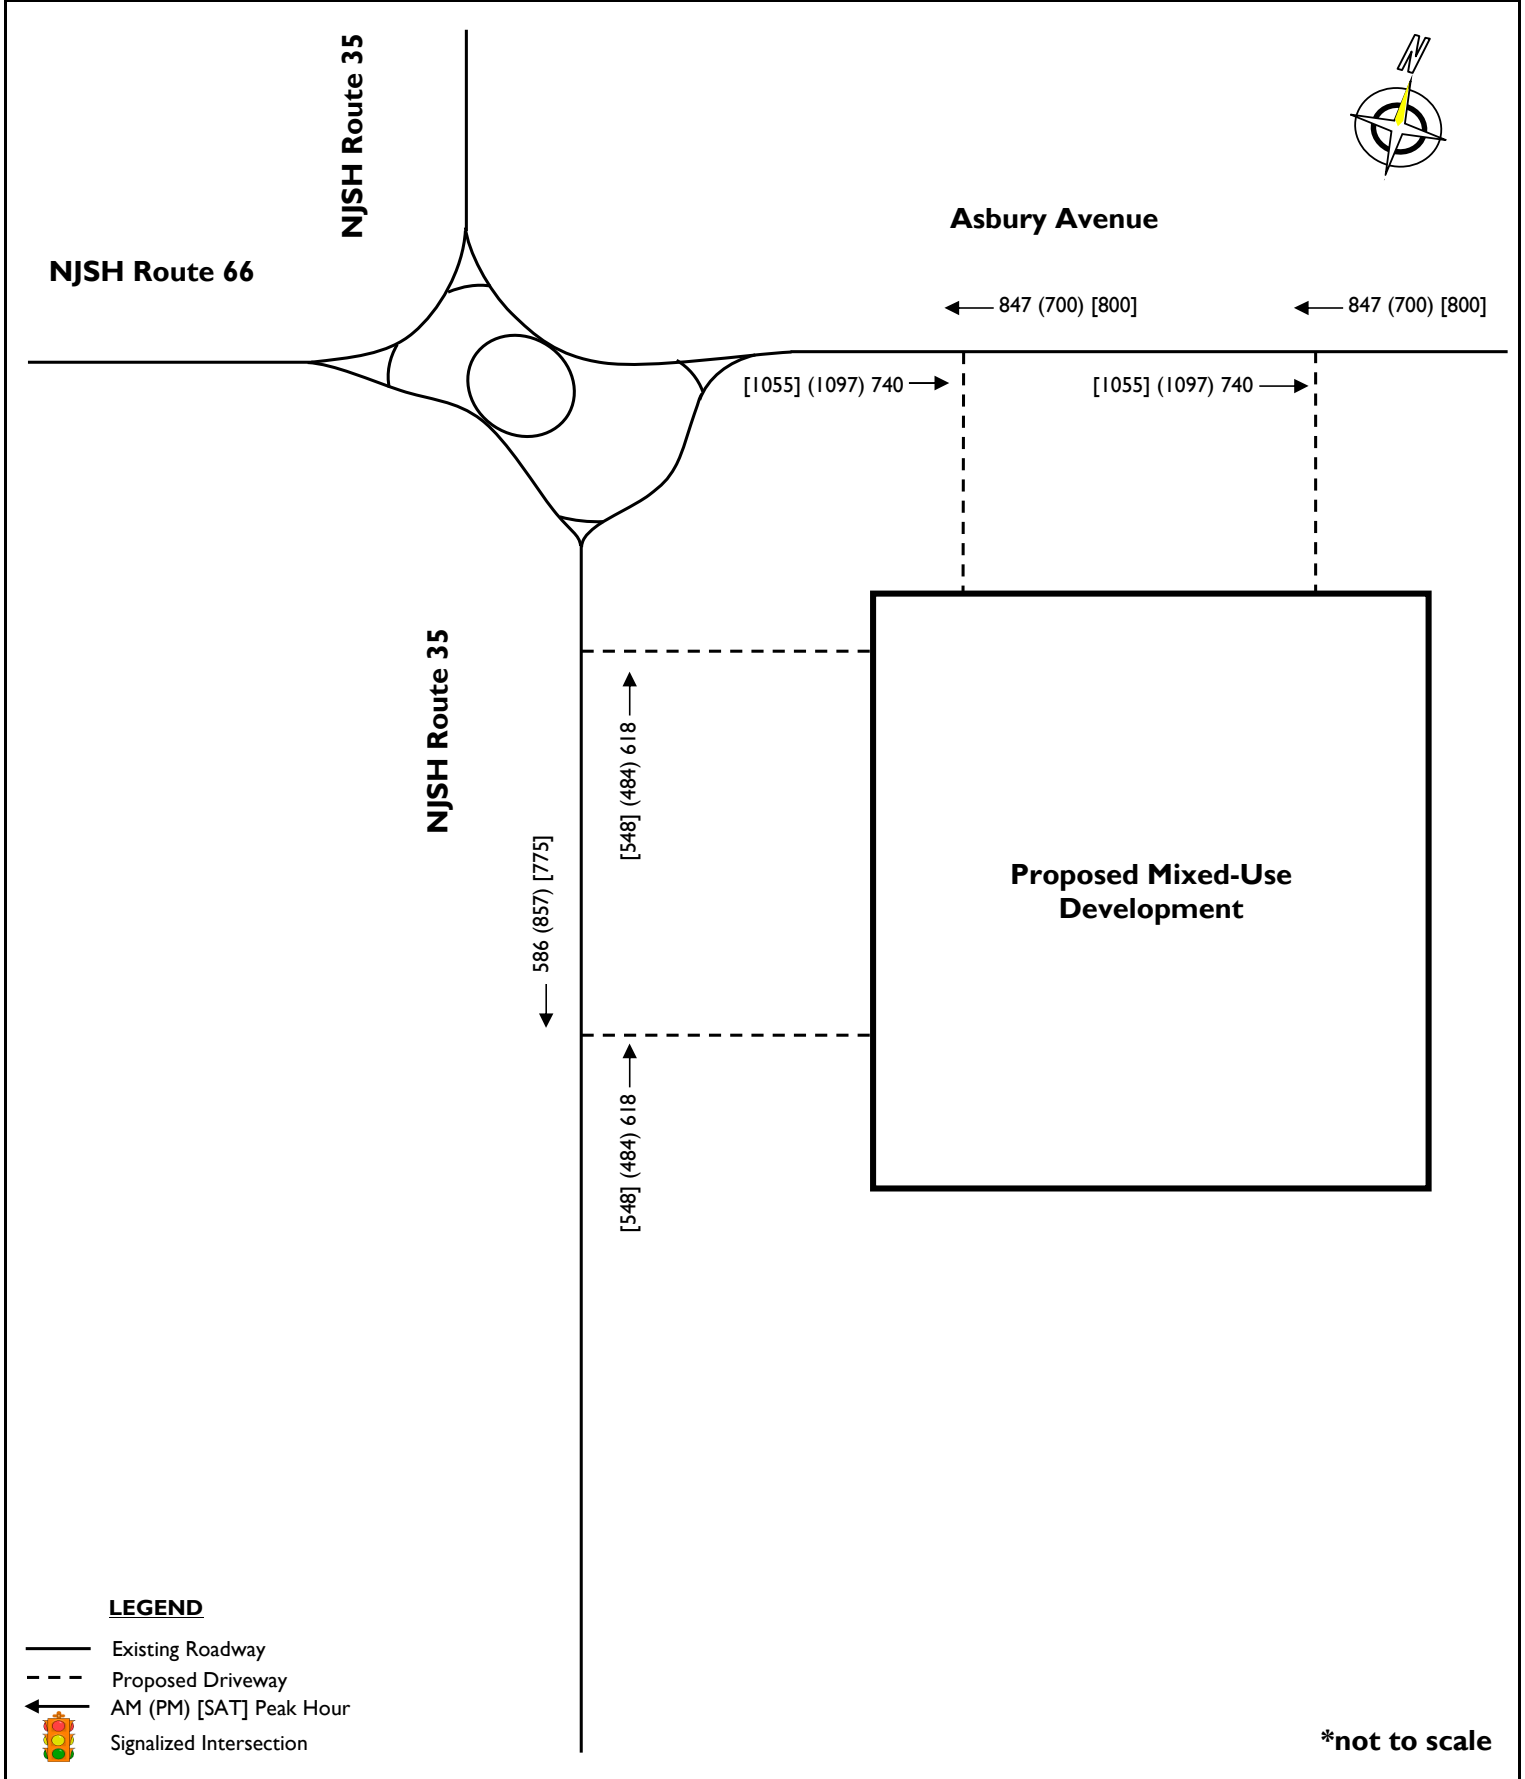 NJSH Route 35
N
Asbury Avenue
NJSH Route 66
847 (700) [800]
847 (700) [800]
[1055] (1097) 740
[1055] (1097) 740
NJSH Route 35
[548] (484) 618
586 (857) [775]
Proposed Mixed-Use
Development
[548] (484) 618
LEGEND
Existing Roadway
Proposed Driveway
AM (PM) [SAT] Peak Hour
Signalized Intersection
*not to scale